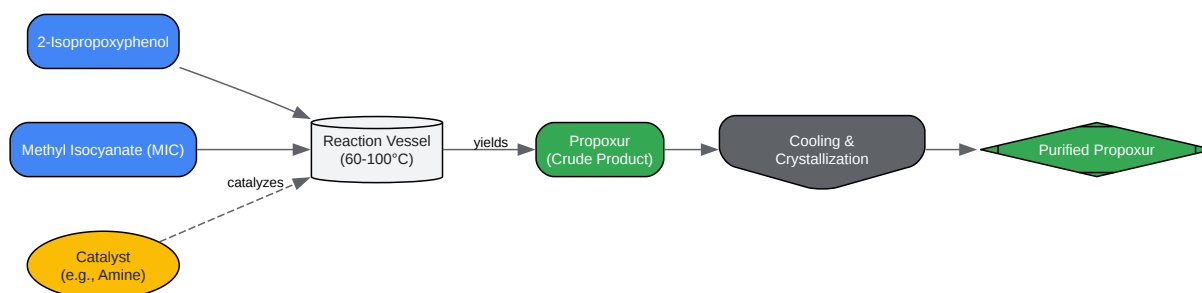 2-Isopropoxyphenol
Methyl Isocyanate (MIC)
Catalyst
(e.g., Amine)
catalyzes
Reaction Vessel
(60-100°C)
yields
Propoxur
(Crude Product)
Cooling &
Crystallization
Purified Propoxur